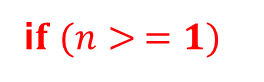 if (n > = 1)